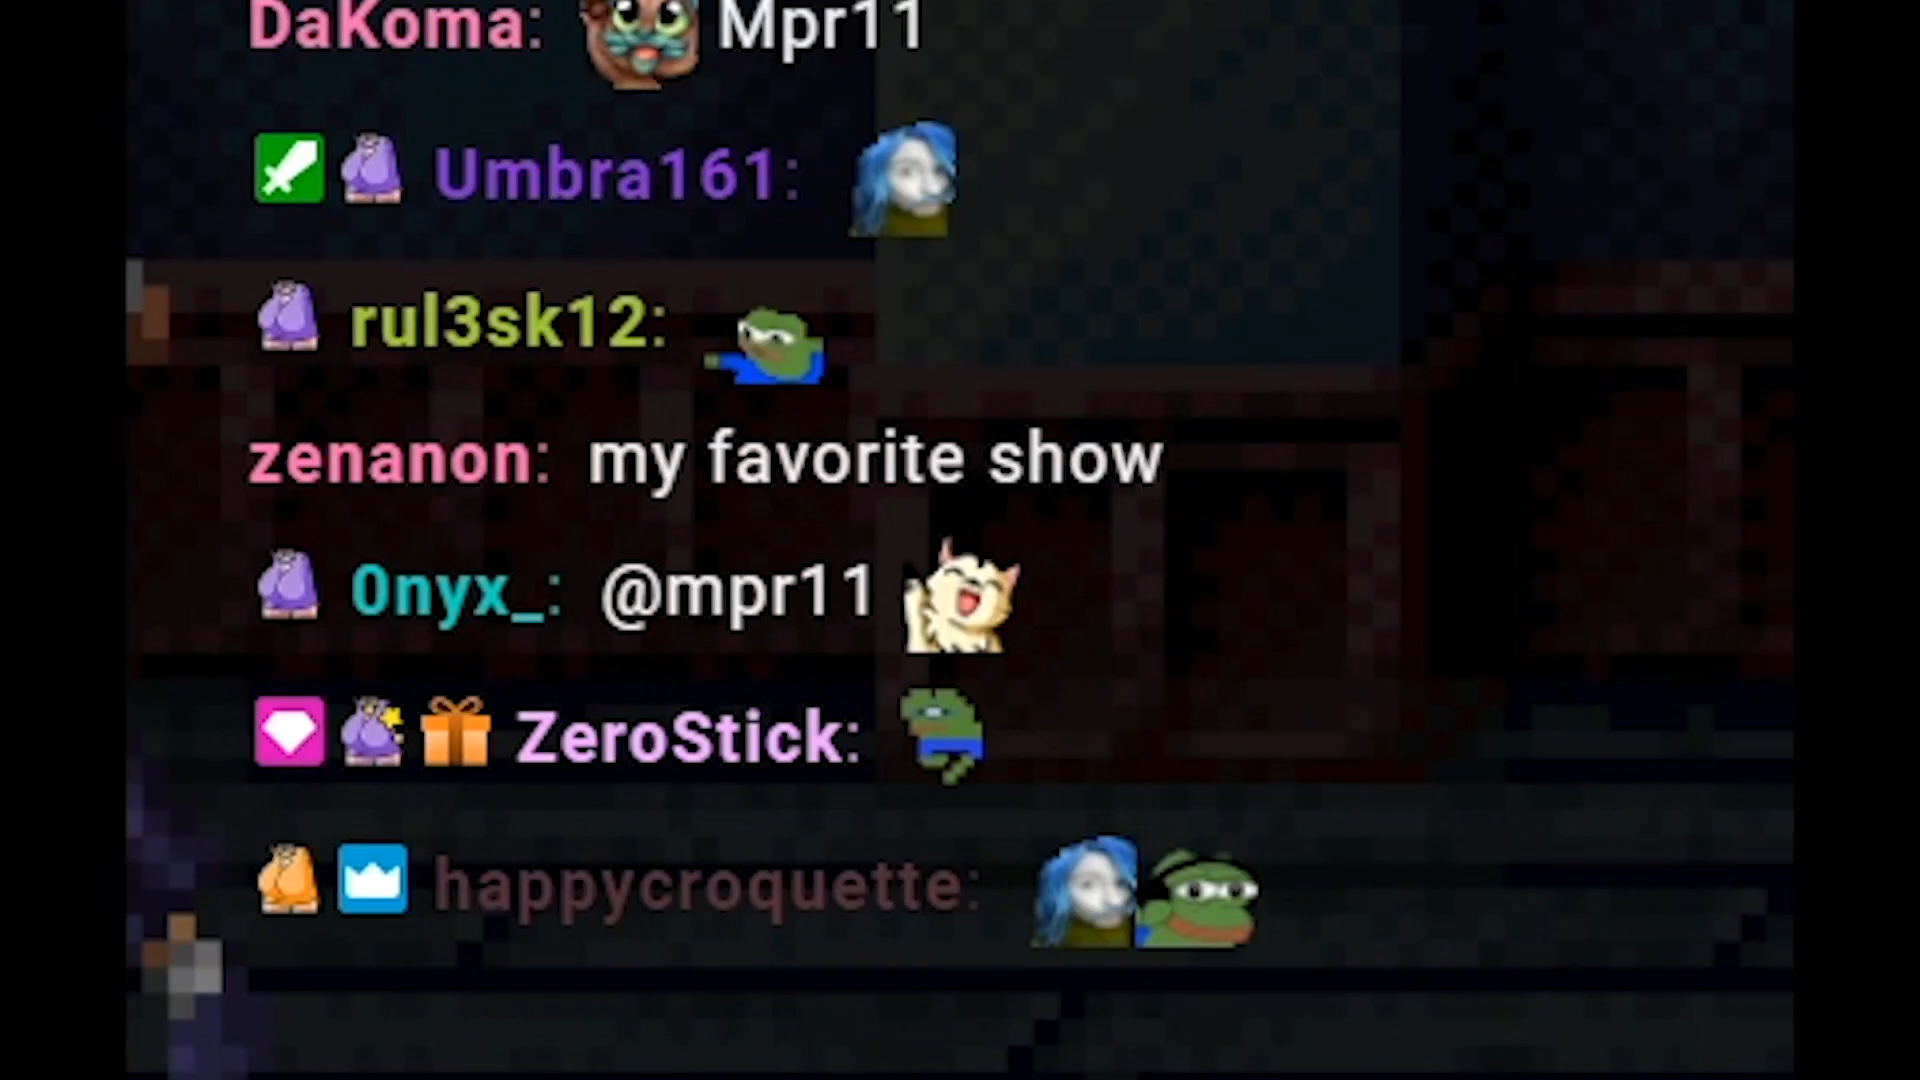 DaKoma: Mpr11
Umbra161:
rul3sk12:
zenanon: my favorite show
0nyx_: @mpr11
ZeroStick:
happycroquette: